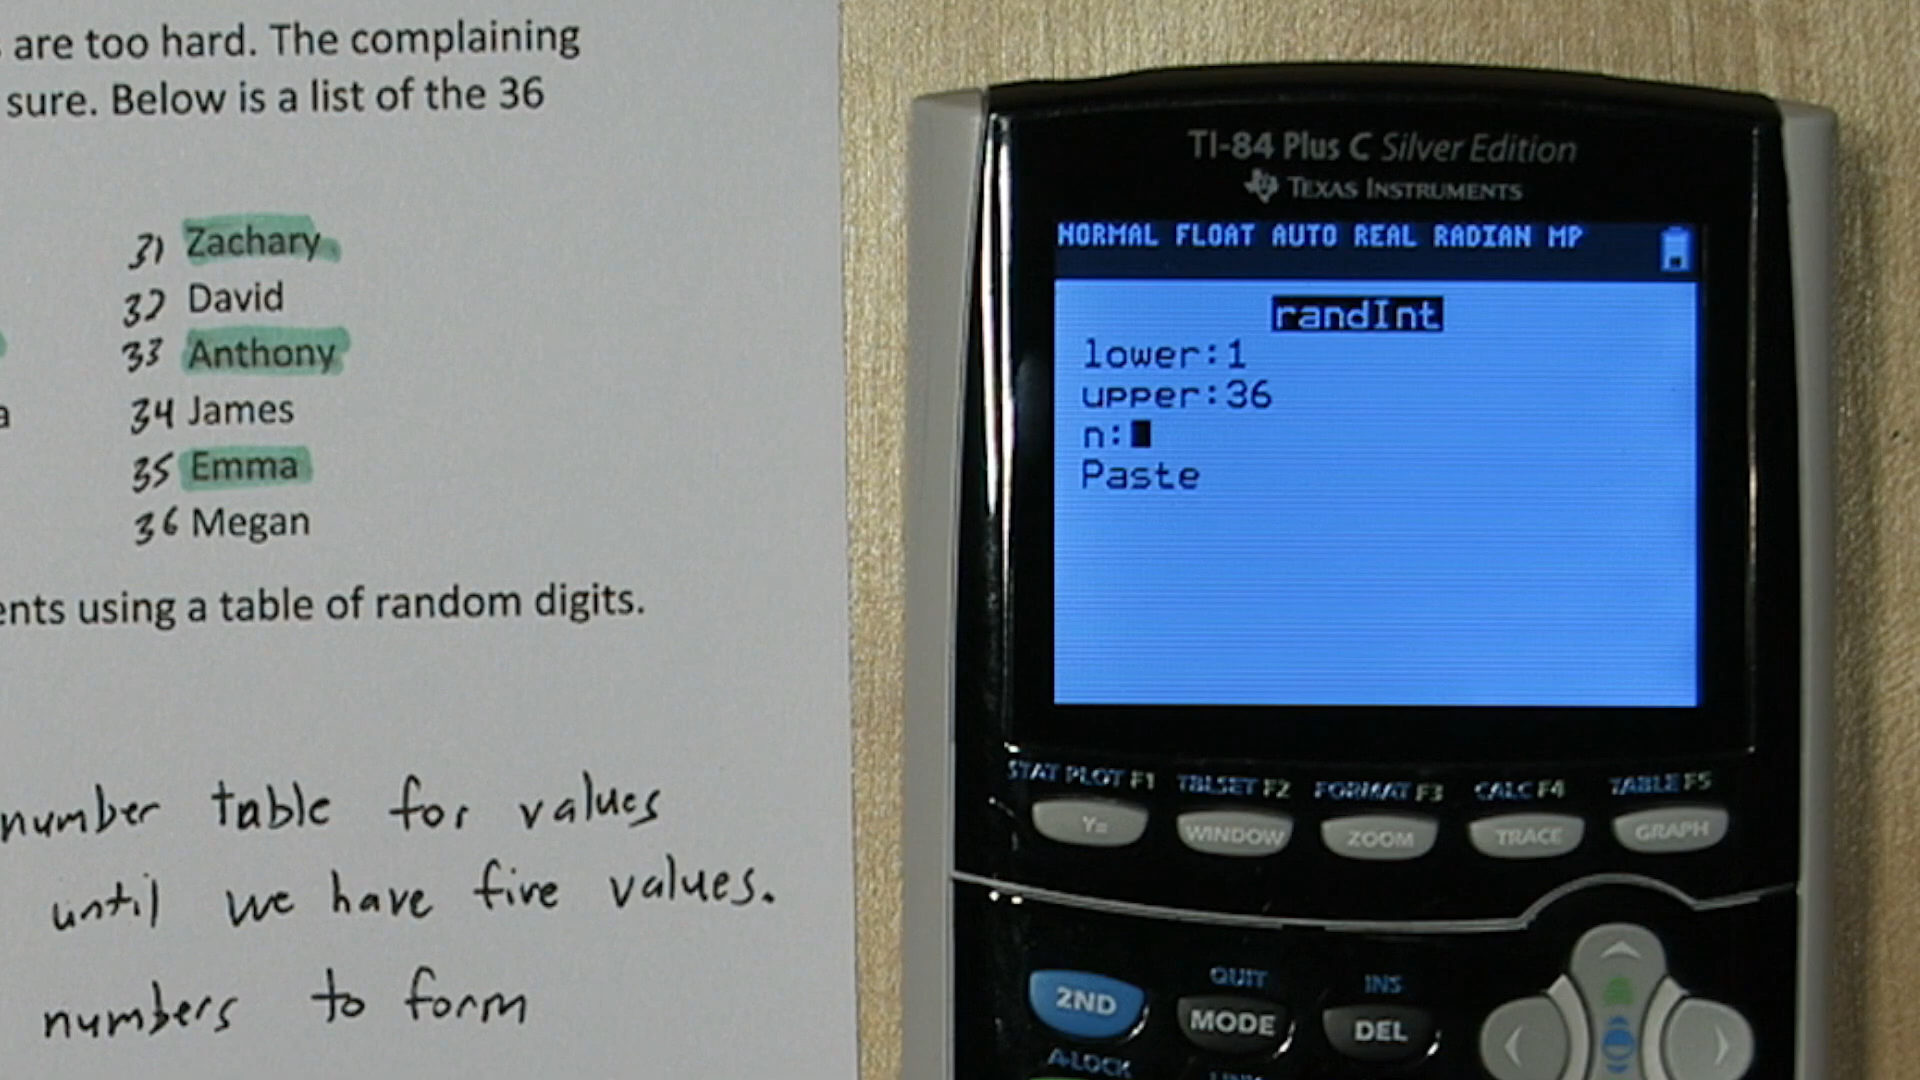 are too hard. The complaining
sure. Below is a list of the 36
31 Zachary
32 David
33 Anthony
34 James
35 Emma
36 Megan
ents using a table of random digits.
number table for values
until we have five values.
numbers to form
TI-84 Plus C Silver Edition
TEXAS INSTRUMENTS
NORMAL FLOAT AUTO REAL RADIAN MP
randInt
lower:1
upper:36
n:
Paste
STAT PLOT F1 TBLSET F2 FORMAT F3 CALC F4 TABLE F5
Y= WINDOW ZOOM TRACE GRAPH
QUIT INS
2ND MODE DEL
A-LOCK